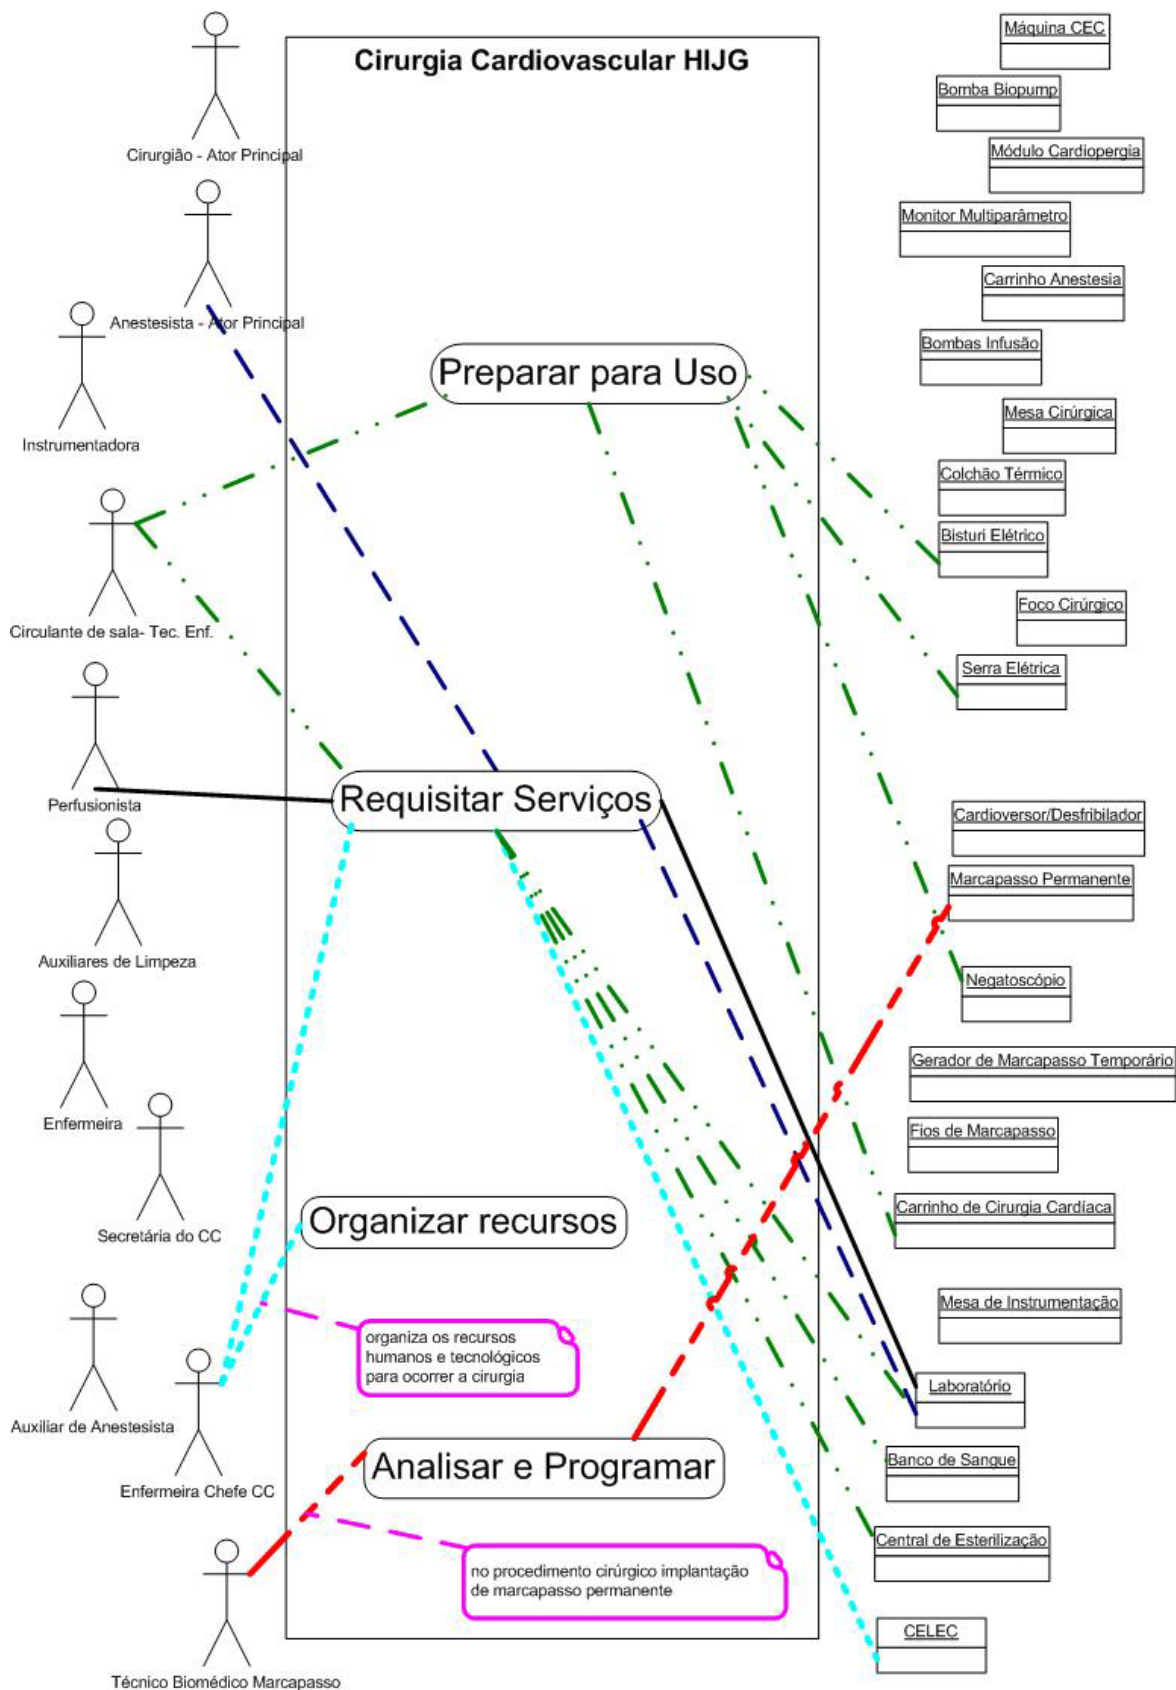 Cirurgia Cardiovascular HIJG
Cirurgião - Ator Principal
Anestesista - Ator Principal
Instrumentadora
Circulante de sala- Tec. Enf.
Perfusionista
Auxiliares de Limpeza
Enfermeira
Secretária do CC
Auxiliar de Anestesista
Enfermeira Chefe CC
Técnico Biomédico Marcapasso
Preparar para Uso
Requisitar Serviços
Organizar recursos
organiza os recursos
humanos e tecnológicos
para ocorrer a cirurgia
Analisar e Programar
no procedimento cirúrgico implantação
de marcapasso permanente
Máquina CEC
Bomba Biopump
Módulo Cardiopergia
Monitor Multiparâmetro
Carrinho Anestesia
Bombas Infusão
Mesa Cirúrgica
Colchão Térmico
Bisturi Elétrico
Foco Cirúrgico
Serra Elétrica
Cardioversor/Desfribilador
Marcapasso Permanente
Negatoscópio
Gerador de Marcapasso Temporário
Fios de Marcapasso
Carrinho de Cirurgia Cardíaca
Mesa de Instrumentação
Laboratório
Banco de Sangue
Central de Esterilização
CELEC